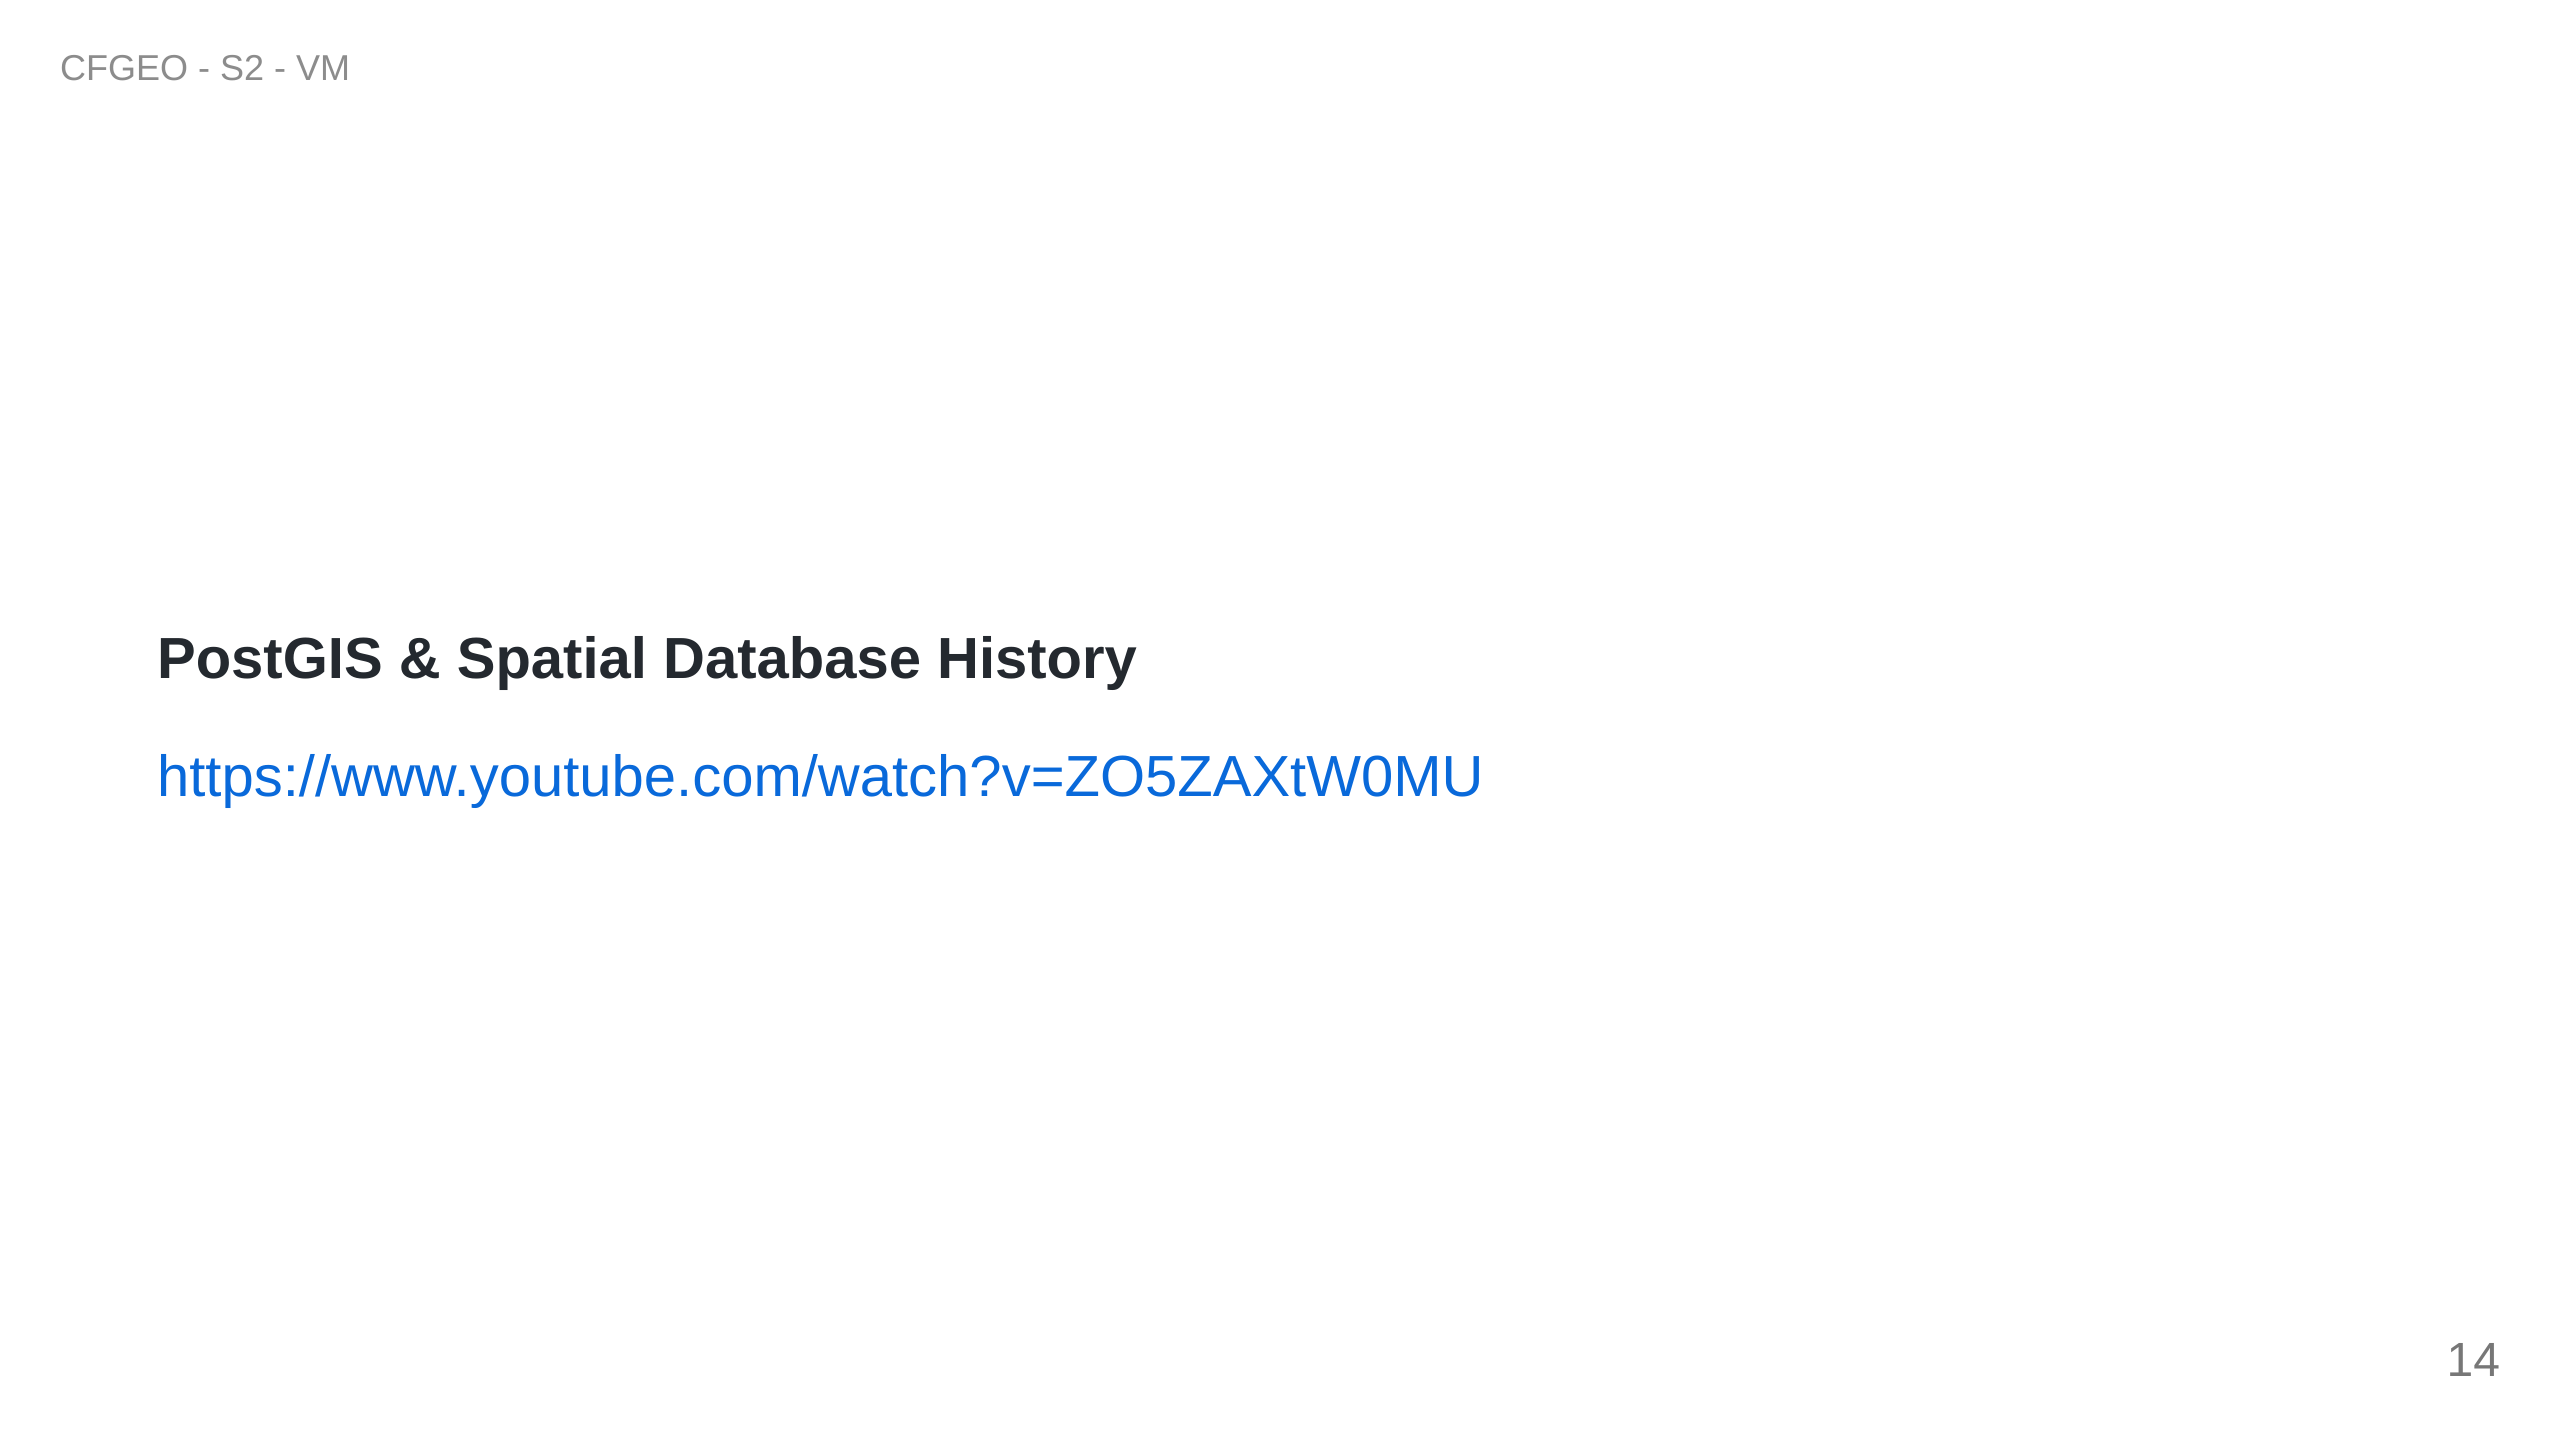 CFGEO - S2 - VM
PostGIS & Spatial Database History
https://www.youtube.com/watch?v=ZO5ZAXtW0MU
14